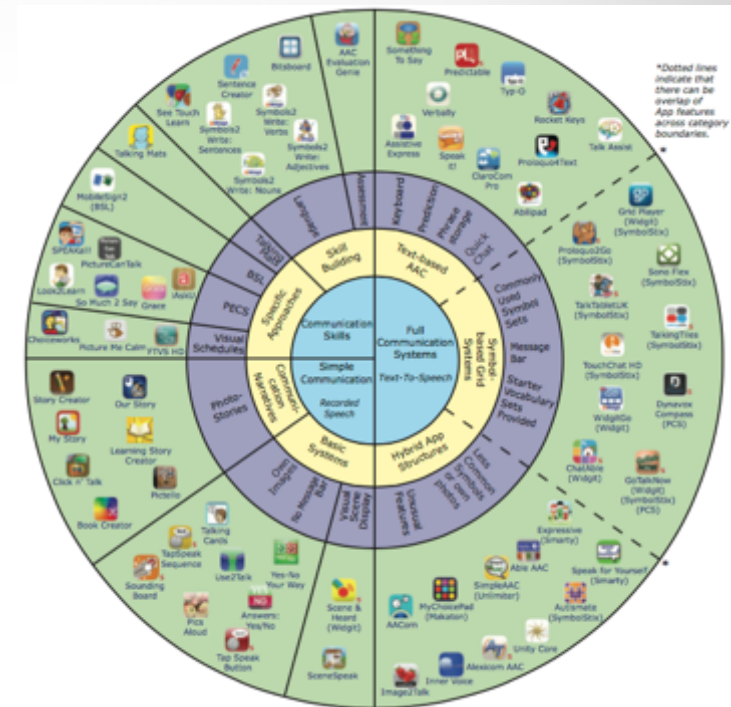 *Dotted lines
indicate that
there can be
overlap of
App features
across category
boundaries.
*
AAC
Evaluation
Genie
Something
To Say
Predictable
Typ-O
Rocket Keys
Talk Assist
Verbally
Assistive
Express
Speak
it!
ClaroCom
Pro
Proloquo4Text
Abilipad
Bitsboard
Sentence
Creator
See Touch
Learn
Symbols2
Write:
Verbs
Symbols2
Write:
Sentences
Symbols2
Write:
Adjectives
Symbols2
Write: Nouns
Talking Mats
MobileSign2
(BSL)
SPEAKall!
PictureCanTalk
Look2Learn
So Much 2 Say
Grace
iAskU
Choiceworks
Picture Me Calm
FTVS HD
Story Creator
Our Story
My Story
Learning Story
Creator
Click n' Talk
Pictello
Book Creator
Talking
Cards
TapSpeak
Sequence
Use2Talk
Yes-No
Your Way
Sounding
Board
Pics
Aloud
NO
Answers:
Yes/No
Tap Speak
Button
Scene &
Heard
(Widgit)
SceneSpeak
Grid Player
(Widgit)
(SymbolStix)
Proloquo2Go
(SymbolStix)
Sono Flex
(SymbolStix)
TalkTabletUK
(SymbolStix)
TalkingTiles
(SymbolStix)
TouchChat HD
(SymbolStix)
WidgitGo
(Widgit)
Dynavox
Compass
(PCS)
ChatAble
(Widgit)
GoTalkNow
(Widgit)
(SymbolStix)
(PCS)
Expressive
(Smarty)
Speak for Yourself
(Smarty)
Able AAC
SimpleAAC
(Unlimiter)
Autismate
(SymbolStix)
MyChoicePad
(Makaton)
AACorn
Unity Core
Alexicom AAC
Inner Voice
Image2Talk
*
Assessment
Language
Talking
Mats
BSL
PECS
Visual
Schedules
Photo-
Stories
Own
Images
No Message
Bar
Visual
Scene
Display
Keyboard
Prediction
Phrase
storage
Quick
Chat
Commonly
Used Symbol
Sets
Message
Bar
Starter
Vocabulary
Sets
Provided
Less
Common
Symbols
or own
photos
Unusual
Features
Skill
Building
Specific
Approaches
Communi-
cation
Narratives
Basic
Systems
Text-based
AAC
Symbol-
based Grid
Systems
Hybrid App
Structures
Communication
Skills
Full
Communication
Systems
Text-To-Speech
Simple
Communication
Recorded
Speech